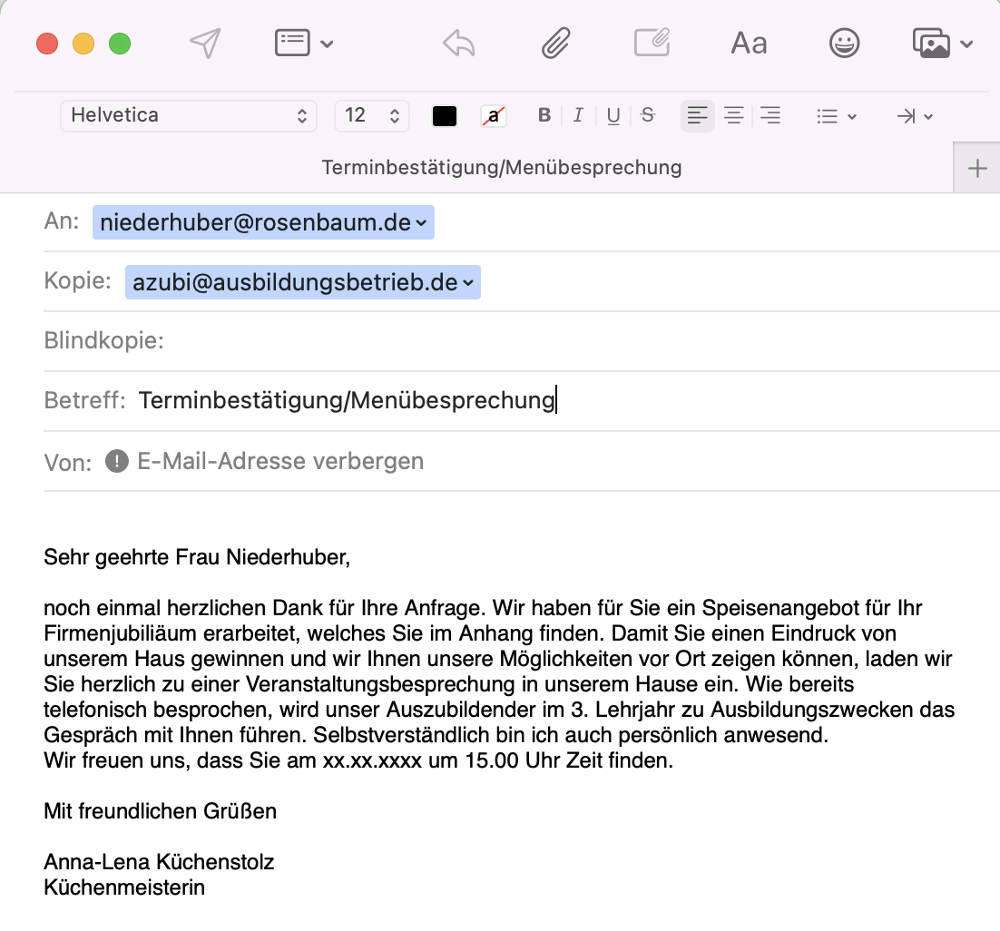 Aa
Helvetica
12
a B I U S
Terminbestätigung/Menübesprechung
An: niederhuber@rosenbaum.de
Kopie: azubi@ausbildungsbetrieb.de
Blindkopie:
Betreff: Terminbestätigung/Menübesprechung
Von: ! E-Mail-Adresse verbergen
Sehr geehrte Frau Niederhuber,
noch einmal herzlichen Dank für Ihre Anfrage. Wir haben für Sie ein Speisenangebot für Ihr
Firmenjubiliäum erarbeitet, welches Sie im Anhang finden. Damit Sie einen Eindruck von
unserem Haus gewinnen und wir Ihnen unsere Möglichkeiten vor Ort zeigen können, laden wir
Sie herzlich zu einer Veranstaltungsbesprechung in unserem Hause ein. Wie bereits
telefonisch besprochen, wird unser Auszubildender im 3. Lehrjahr zu Ausbildungszwecken das
Gespräch mit Ihnen führen. Selbstverständlich bin ich auch persönlich anwesend.
Wir freuen uns, dass Sie am xx.xx.xxxx um 15.00 Uhr Zeit finden.
Mit freundlichen Grüßen
Anna-Lena Küchenstolz
Küchenmeisterin